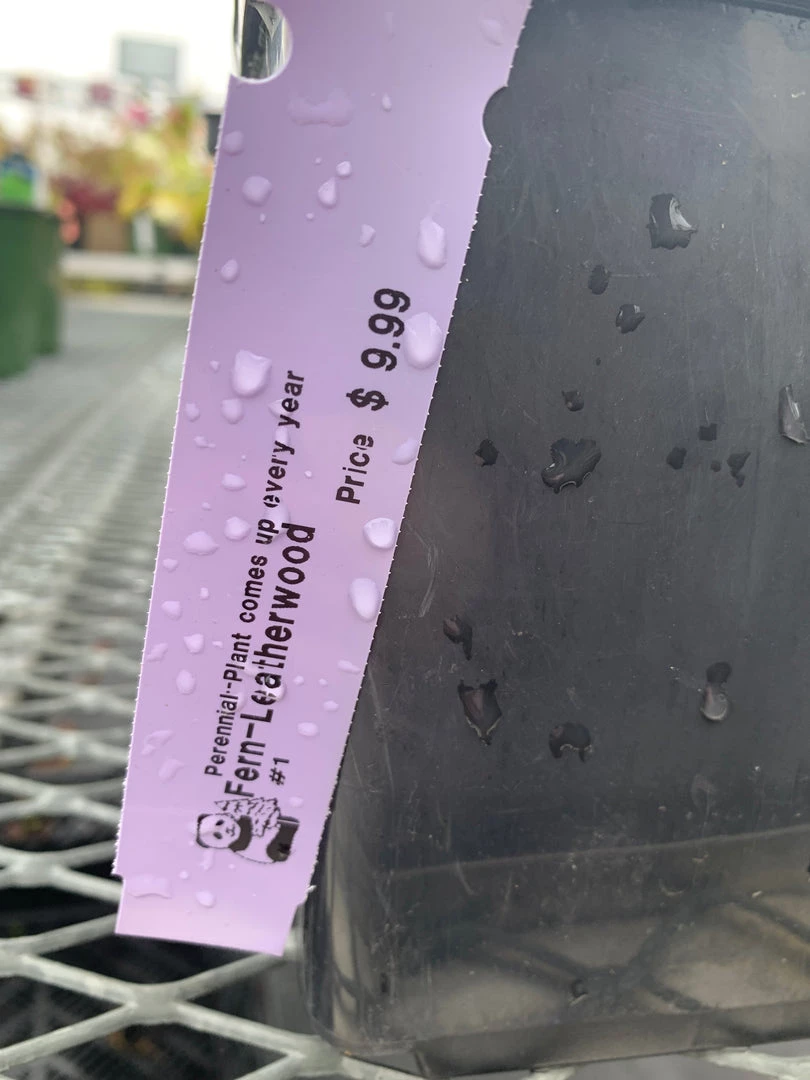 Perennial--Plant comes up every year
Fern-Leatherwood
#1
Price $ 9.99